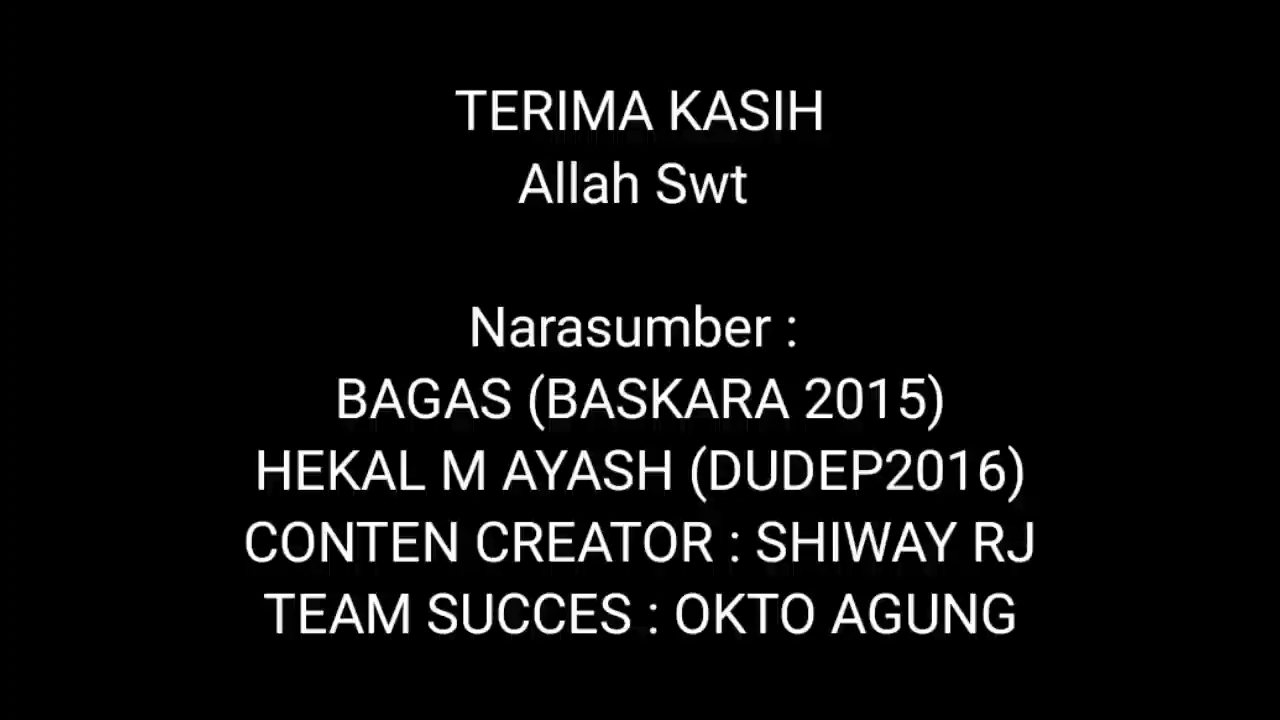 TERIMA KASIH
Allah Swt
Narasumber :
BAGAS (BASKARA 2015)
HEKAL M AYASH (DUDEP2016)
CONTEN CREATOR : SHIWAY RJ
TEAM SUCCES : OKTO AGUNG